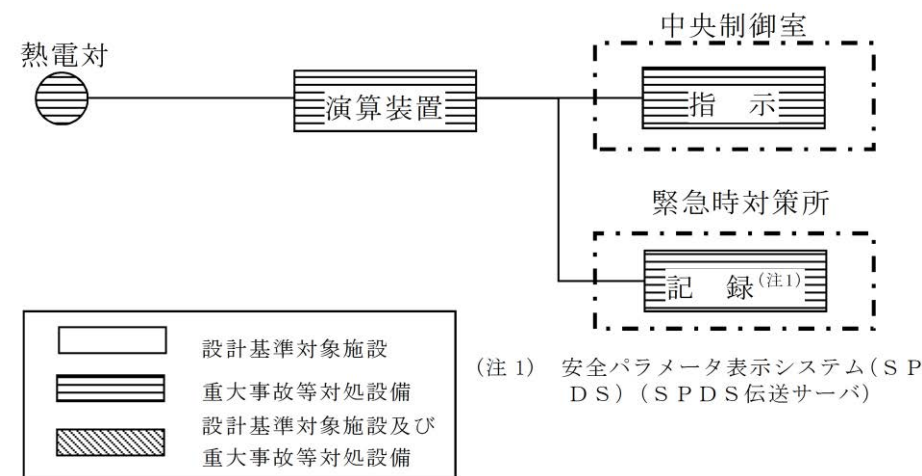 中央制御室
熱電対
演算装置
指　示
緊急時対策所
記　録(注1)
設計基準対象施設
重大事故等対処設備
設計基準対象施設及び
重大事故等対処設備
(注 1)　安全パラメータ表示システム(ＳＰ
ＤＳ) (ＳＰＤＳ伝送サーバ)